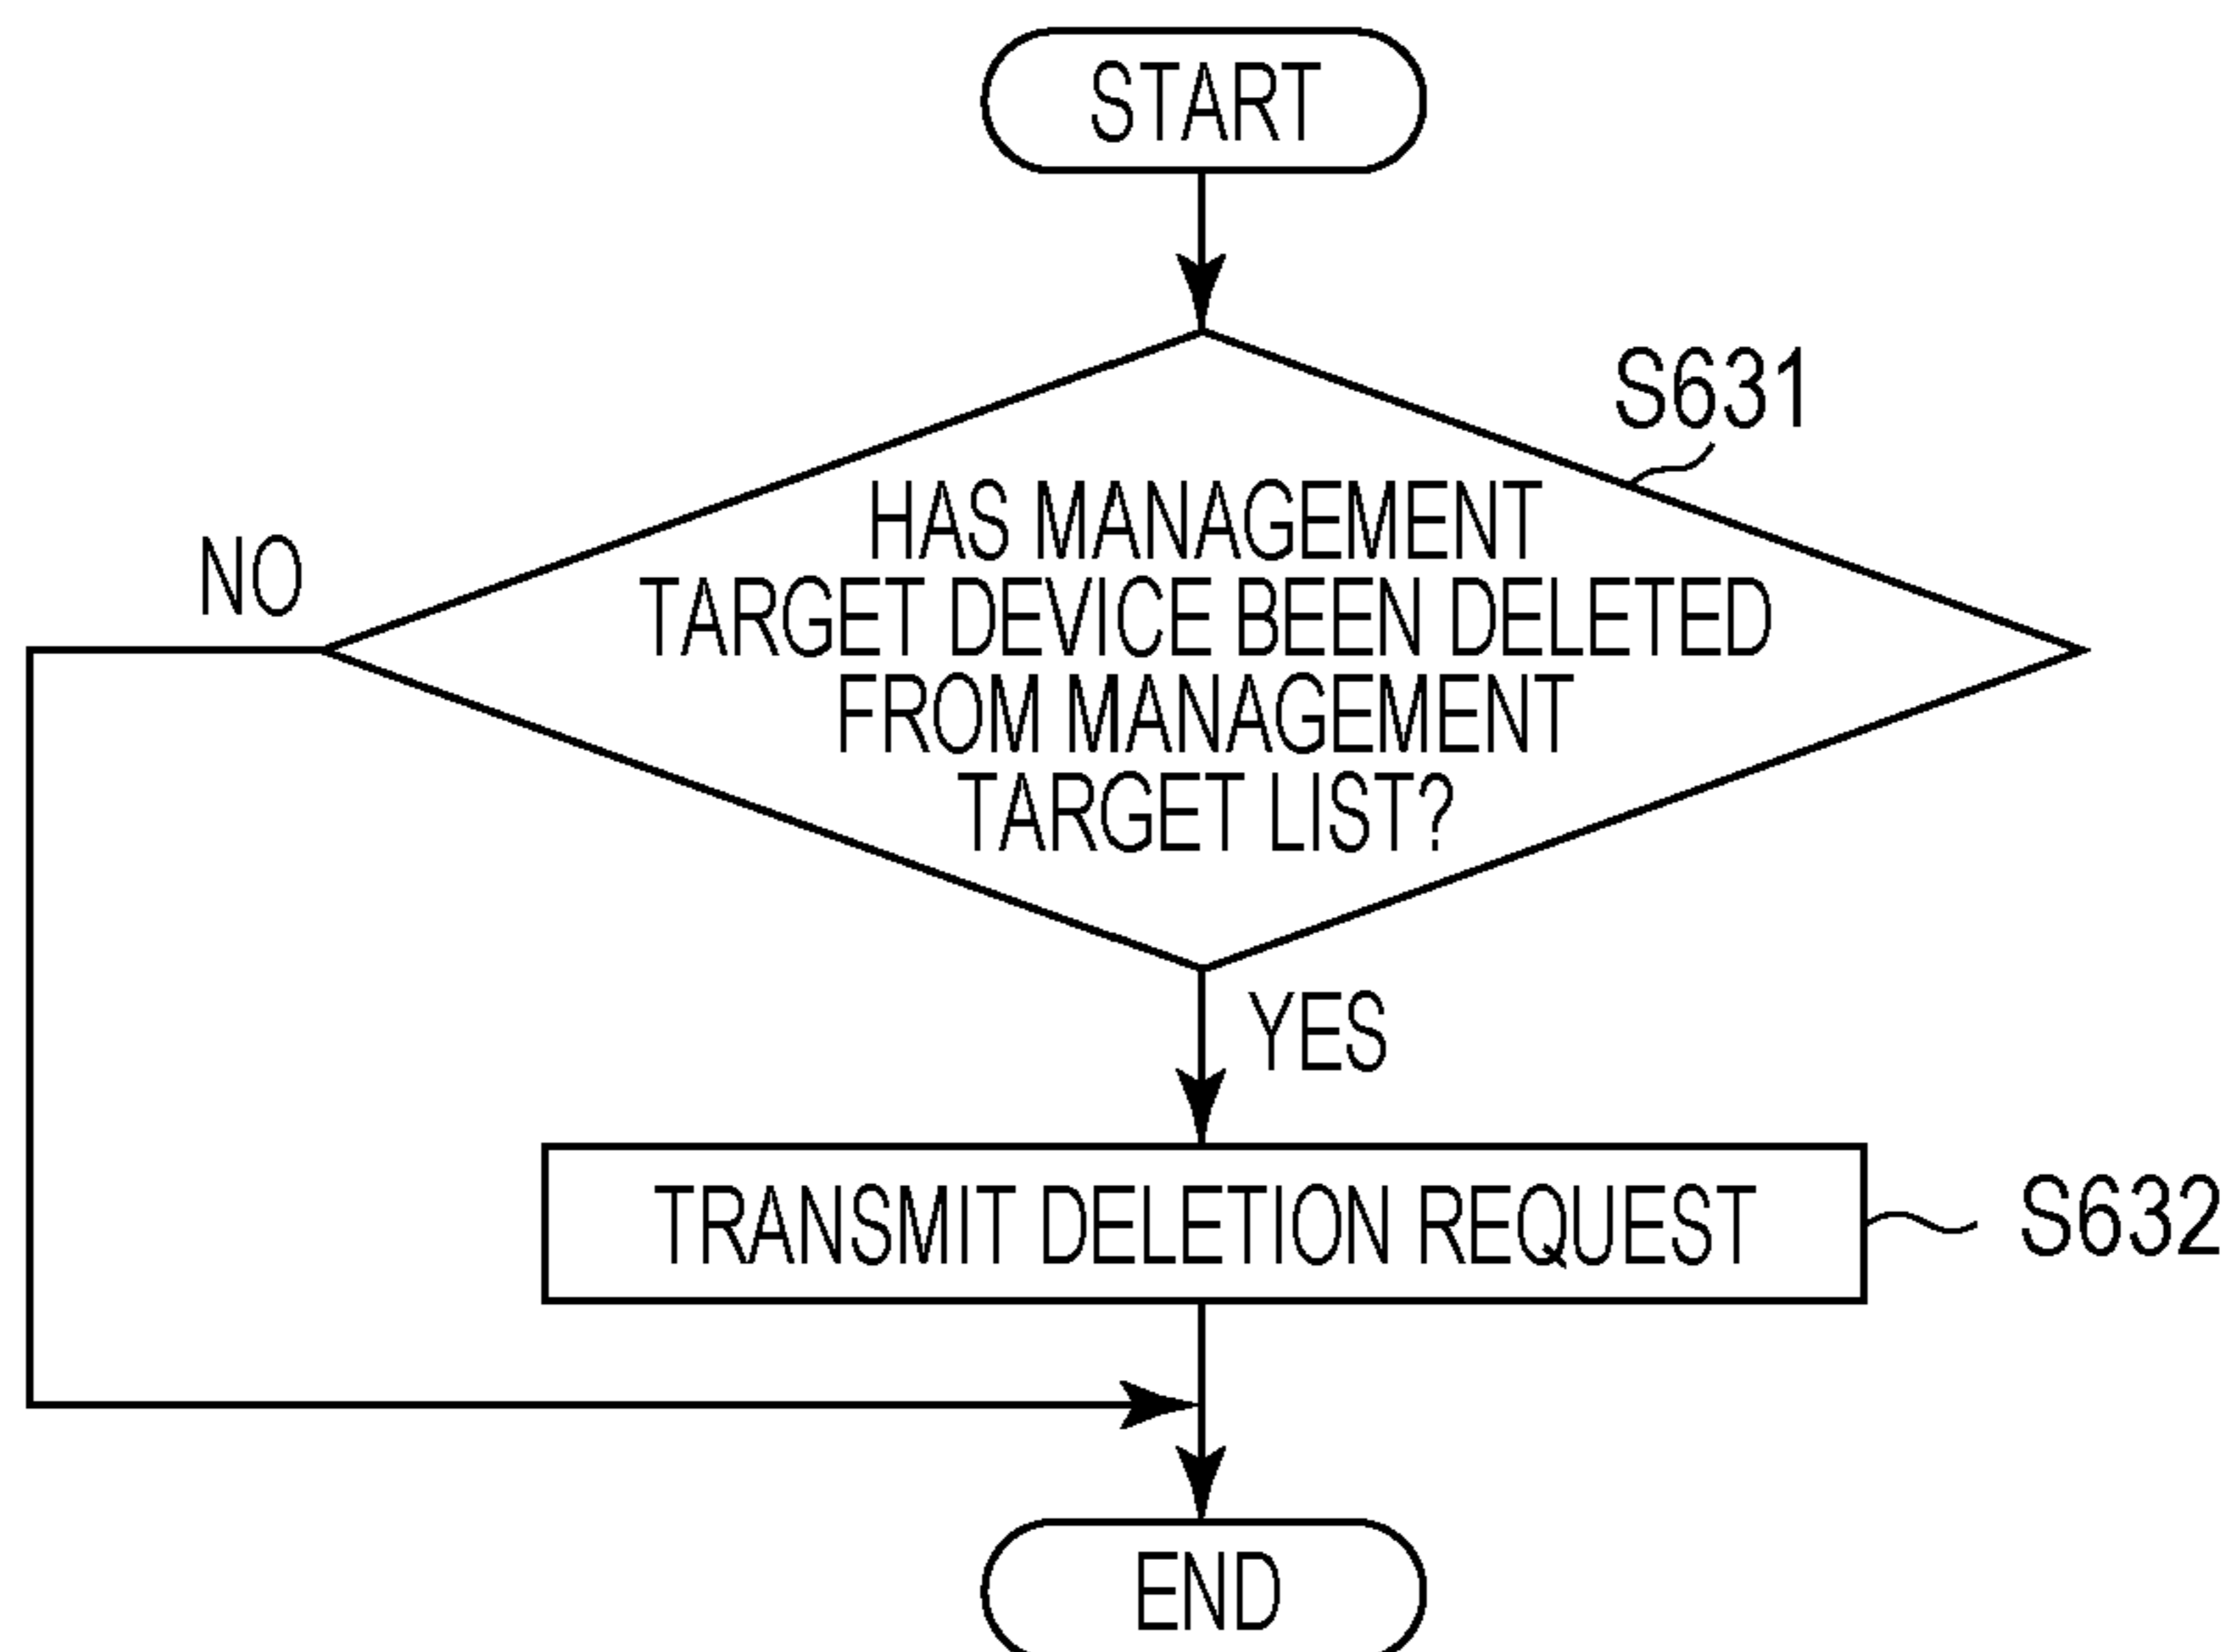 START
S631
HAS MANAGEMENT
TARGET DEVICE BEEN DELETED
FROM MANAGEMENT
TARGET LIST?
NO
YES
TRANSMIT DELETION REQUEST
S632
END